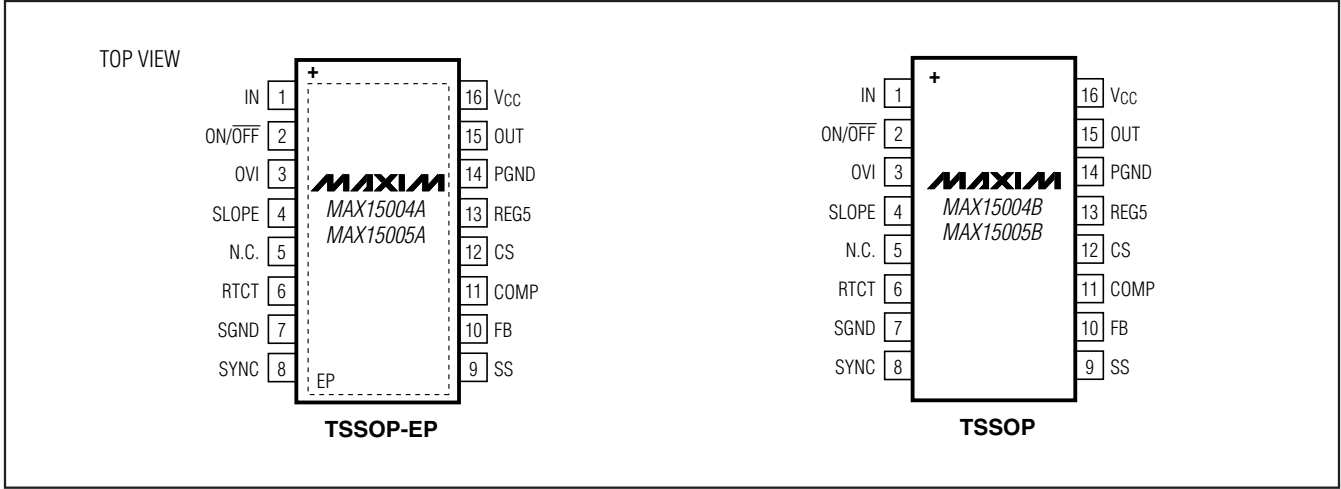 TOP VIEW
+
IN 1
ON/OFF 2
OVI 3
SLOPE 4
N.C. 5
RTCT 6
SGND 7
SYNC 8
MAXIM
MAX15004A
MAX15005A
EP
16 VCC
15 OUT
14 PGND
13 REG5
12 CS
11 COMP
10 FB
9 SS
TSSOP-EP
+
IN 1
ON/OFF 2
OVI 3
SLOPE 4
N.C. 5
RTCT 6
SGND 7
SYNC 8
MAXIM
MAX15004B
MAX15005B
16 VCC
15 OUT
14 PGND
13 REG5
12 CS
11 COMP
10 FB
9 SS
TSSOP